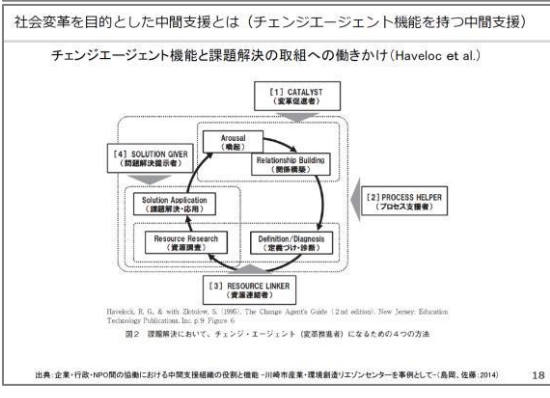 社会変革を目的とした中間支援とは（チェンジエージェント機能を持つ中間支援）
チェンジエージェント機能と課題解決の取組への働きかけ(Haveloc et al.)
[1] CATALYST
（変革促進者）
Arousal
（喚起）
[4] SOLUTION GIVER
（問題解決提示者）
Relationship Building
（関係構築）
[2] PROCESS HELPER
（プロセス支援者）
Solution Application
（課題解決・応用）
Resource Research
（資源調査）
Definition/Diagnosis
（定義づけ・診断）
[3] RESOURCE LINKER
（資源連結者）
Havelock, R. G., & with Zlotolow, S. (1995). The Change Agent's Guide (2nd edition). New Jersey: Education
Technology Publications, Inc. p.9 Figure 6
図2 課題解決において、チェンジ・エージェント（変革推進者）になるための4つの方法
出典：企業・行政・NPO間の協働における中間支援組織の役割と機能 -川崎市産業・環境創造リエゾンセンターを事例として-（島岡、佐藤：2014）
18